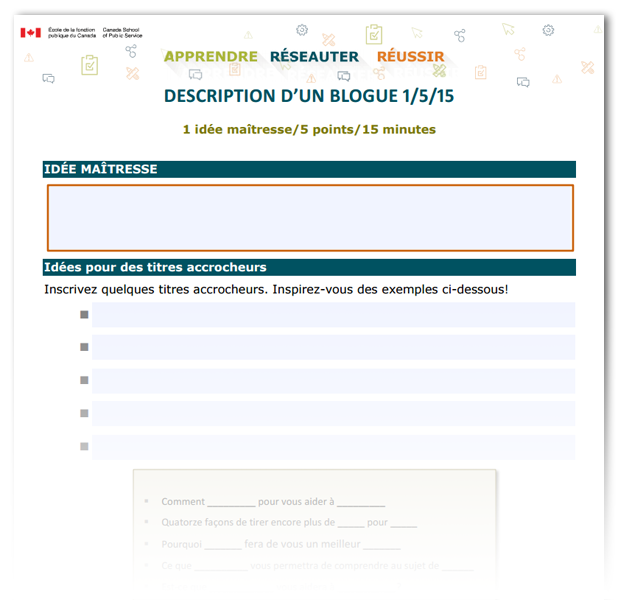 École de la fonction publique du Canada
Canada School of Public Service
APPRENDRE RÉSEAUTER RÉUSSIR
DESCRIPTION D'UN BLOGUE 1/5/15
1 idée maîtresse/5 points/15 minutes
IDÉE MAÎTRESSE
Idées pour des titres accrocheurs
Inscrivez quelques titres accrocheurs. Inspirez-vous des exemples ci-dessous!
Comment ________ pour vous aider à ________
Quatorze façons de tirer encore plus de _____ pour _____
Pourquoi _______ fera de vous un meilleur _______
Ce que _________ vous permettre de comprendre au sujet de ______